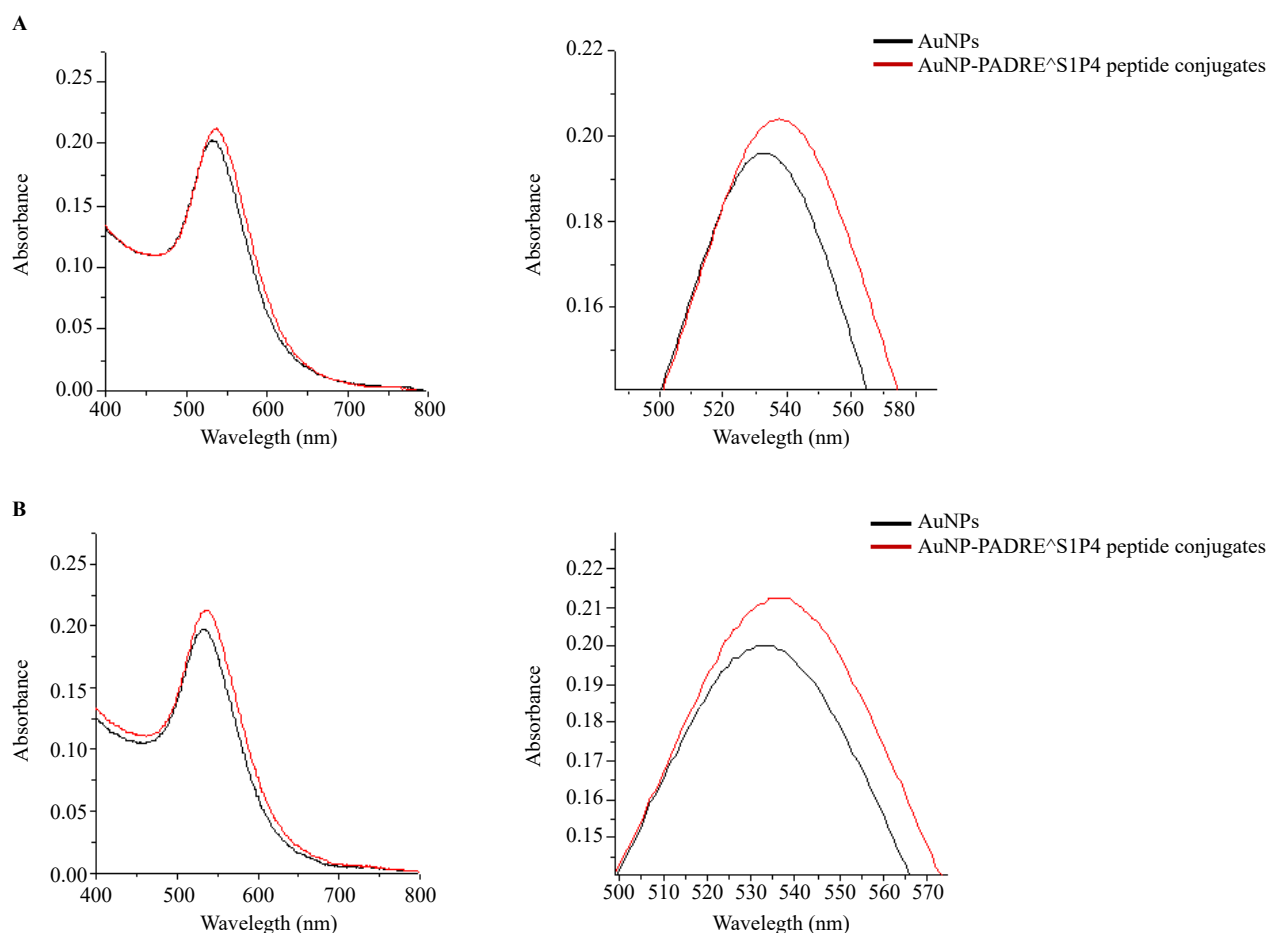 A
AuNPs
AuNP-PADRE^S1P4 peptide conjugates
0.25
0.20
0.15
0.10
0.05
0.00
Absorbance
400 500 600 700 800
Wavelegth (nm)
0.22
0.20
0.18
0.16
Absorbance
500 520 540 560 580
Wavelegth (nm)
B
AuNPs
AuNP-PADRE^S1P4 peptide conjugates
0.25
0.20
0.15
0.10
0.05
0.00
Absorbance
400 500 600 700 800
Wavelegth (nm)
0.22
0.21
0.20
0.19
0.18
0.17
0.16
0.15
Absorbance
500 510 520 530 540 550 560 570
Wavelegth (nm)